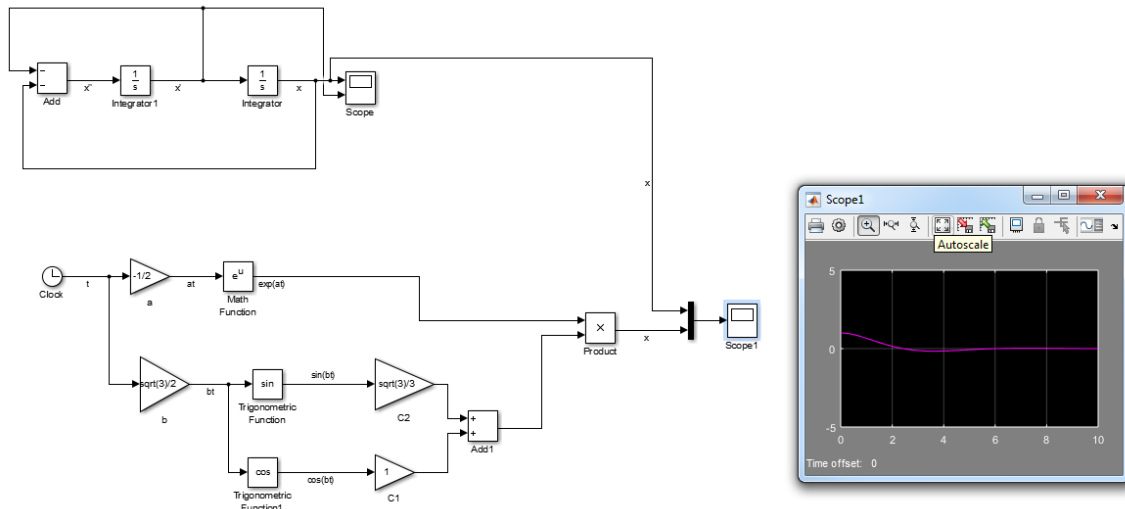 −
−
Add
x''
1
s
Integrator1
x'
1
s
Integrator
x
Scope
x
Clock
t
-1/2
a
at
e^u
Math
Function
exp(at)
sqrt(3)/2
b
bt
sin
Trigonometric
Function
sin(bt)
sqrt(3)/3
C2
cos
Trigonometric
Function1
cos(bt)
1
C1
+
+
Add1
×
Product
x
Scope1
Scope1
Autoscale
5
0
-5
0
2
4
6
8
10
Time offset: 0